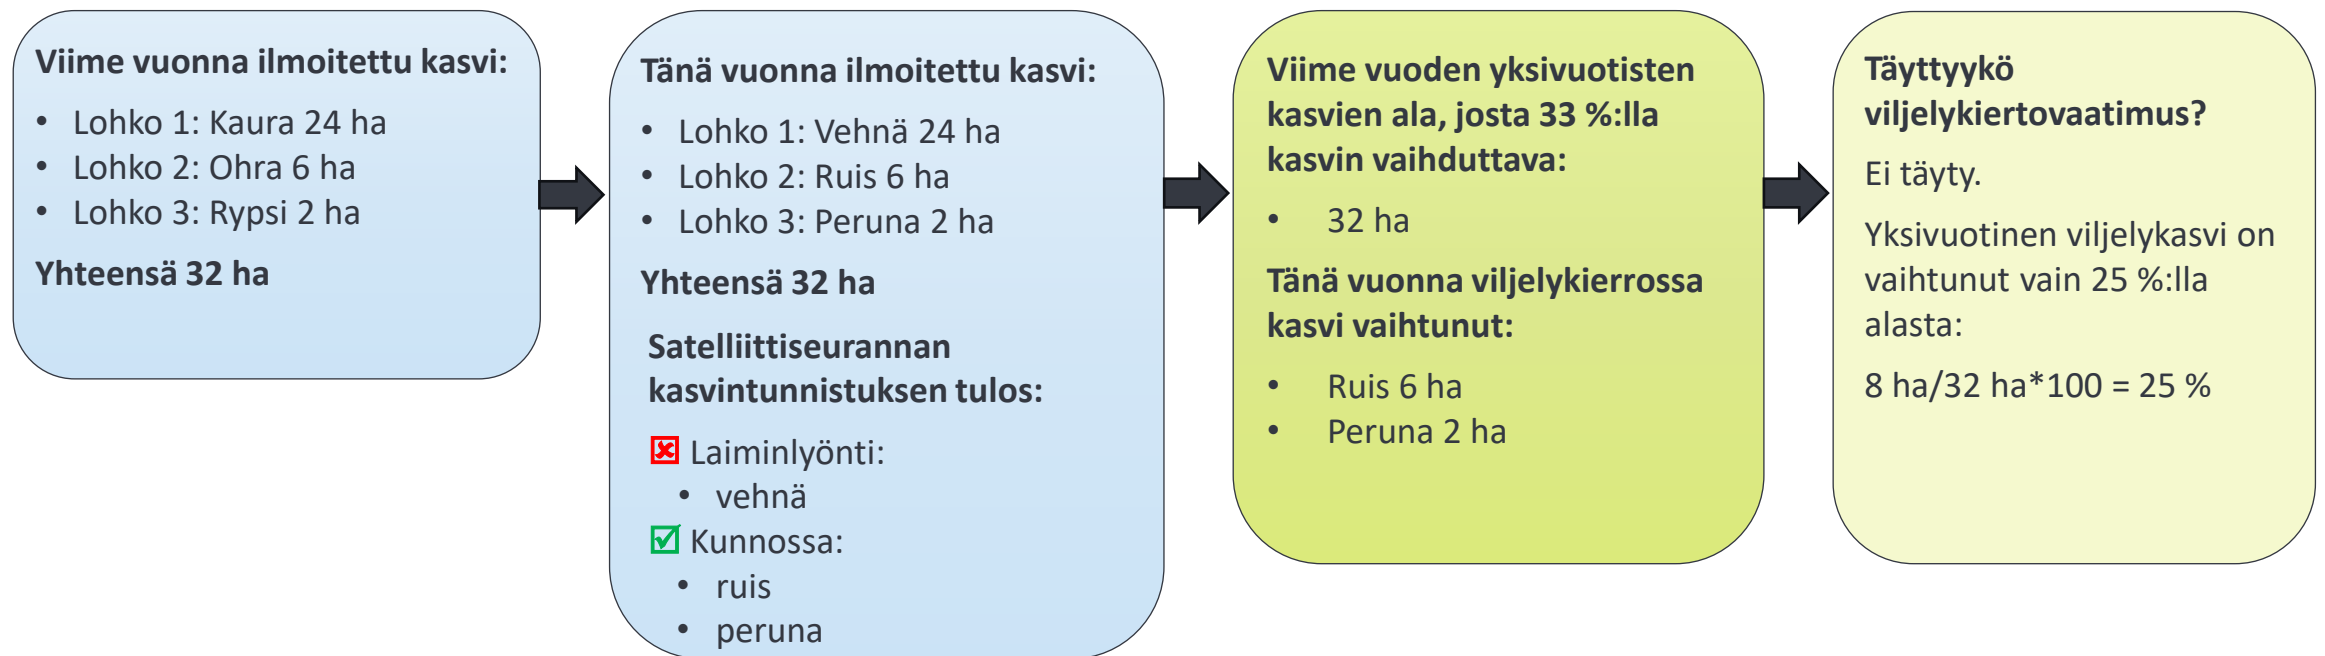 Viime vuonna ilmoitettu kasvi:
• Lohko 1: Kaura 24 ha
• Lohko 2: Ohra 6 ha
• Lohko 3: Rypsi 2 ha
Yhteensä 32 ha
Tänä vuonna ilmoitettu kasvi:
• Lohko 1: Vehnä 24 ha
• Lohko 2: Ruis 6 ha
• Lohko 3: Peruna 2 ha
Yhteensä 32 ha
Satelliittiseurannan
kasvintunnistuksen tulos:
Laiminlyönti:
• vehnä
Kunnossa:
• ruis
• peruna
Viime vuoden yksivuotisten
kasvien ala, josta 33 %:lla
kasvin vaihduttava:
• 32 ha
Tänä vuonna viljelykierrossa
kasvi vaihtunut:
• Ruis 6 ha
• Peruna 2 ha
Täyttyykö
viljelykiertovaatimus?
Ei täyty.
Yksivuotinen viljelykasvi on
vaihtunut vain 25 %:lla
alasta:
8 ha/32 ha*100 = 25 %